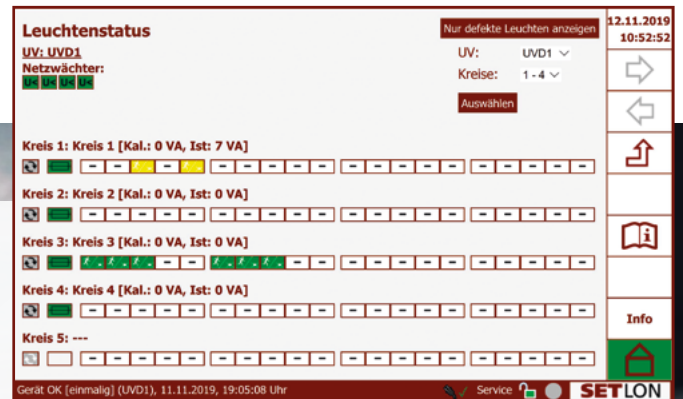 Leuchtenstatus
Nur defekte Leuchten anzeigen
12.11.2019
10:52:52
UV: UVD1
UV: UVD1
Netzwächter:
U< U< U< U<
Kreise: 1 - 4
Auswählen
Kreis 1: Kreis 1 [Kal.: 0 VA, Ist: 7 VA]
Kreis 2: Kreis 2 [Kal.: 0 VA, Ist: 0 VA]
Kreis 3: Kreis 3 [Kal.: 0 VA, Ist: 0 VA]
Kreis 4: Kreis 4 [Kal.: 0 VA, Ist: 0 VA]
Info
Kreis 5: ---
Gerät OK [einmalig] (UVD1), 11.11.2019, 19:05:08 Uhr
Service
SETLON